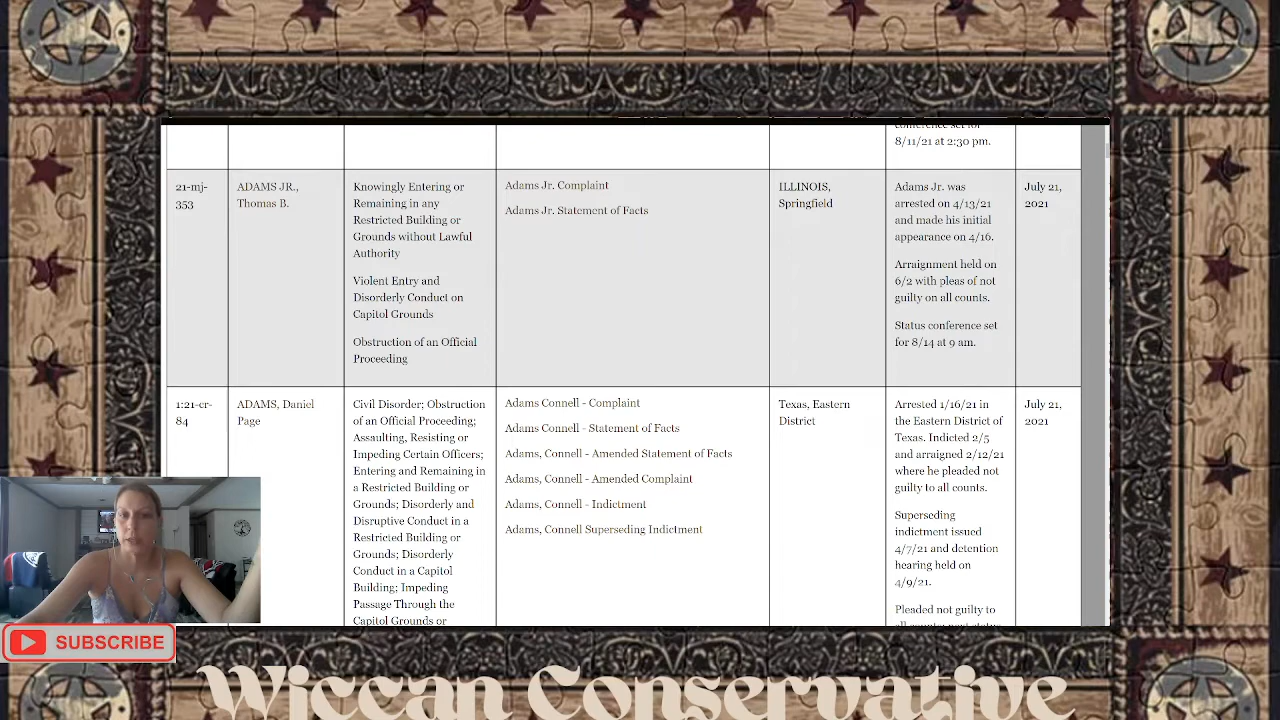 conference set for
8/11/21 at 2:30 pm.
21-mj-
353
ADAMS JR.,
Thomas B.
Knowingly Entering or
Remaining in any
Restricted Building or
Grounds without Lawful
Authority
Violent Entry and
Disorderly Conduct on
Capitol Grounds
Obstruction of an Official
Proceeding
Adams Jr. Complaint
Adams Jr. Statement of Facts
ILLINOIS,
Springfield
Adams Jr. was
arrested on 4/13/21
and made his initial
appearance on 4/16.
Arraignment held on
6/2 with pleas of not
guilty on all counts.
Status conference set
for 8/14 at 9 am.
July 21,
2021
1:21-cr-
84
ADAMS, Daniel
Page
Civil Disorder; Obstruction
of an Official Proceeding;
Assaulting, Resisting or
Impeding Certain Officers;
Entering and Remaining in
a Restricted Building or
Grounds; Disorderly and
Disruptive Conduct in a
Restricted Building or
Grounds; Disorderly
Conduct in a Capitol
Building; Impeding
Passage Through the
Capitol Grounds or
Adams Connell - Complaint
Adams Connell - Statement of Facts
Adams, Connell - Amended Statement of Facts
Adams, Connell - Amended Complaint
Adams, Connell - Indictment
Adams, Connell Superseding Indictment
Texas, Eastern
District
Arrested 1/16/21 in
the Eastern District of
Texas. Indicted 2/5
and arraigned 2/12/21
where he pleaded not
guilty to all counts.
Superseding
indictment issued
4/7/21 and detention
hearing held on
4/9/21.
Pleaded not guilty to
all counts; next status
July 21,
2021
SUBSCRIBE
Wiccan Conservative